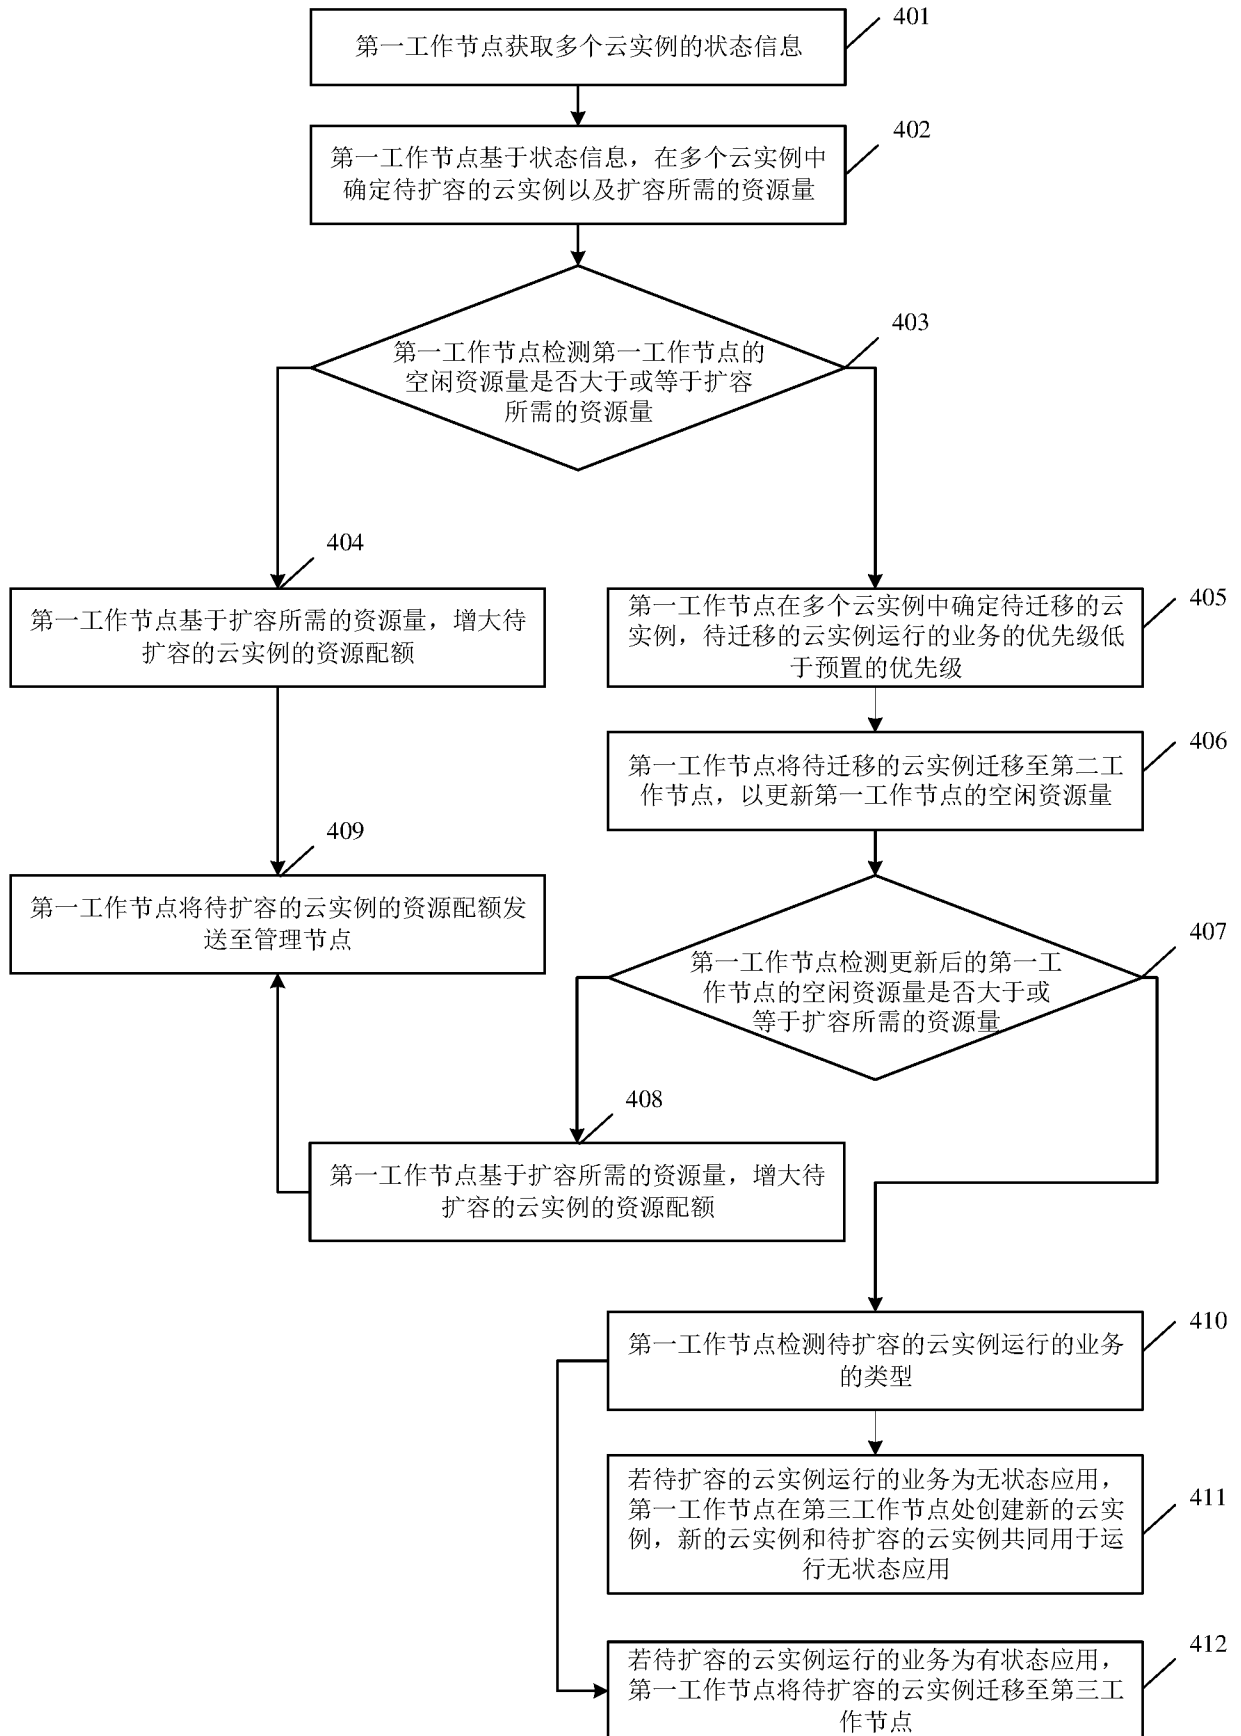 401
第一工作节点获取多个云实例的状态信息
402
第一工作节点基于状态信息，在多个云实例中
确定待扩容的云实例以及扩容所需的资源量
403
第一工作节点检测第一工作节点的
空闲资源量是否大于或等于扩容
所需的资源量
404
第一工作节点基于扩容所需的资源量，增大待
扩容的云实例的资源配额
405
第一工作节点在多个云实例中确定待迁移的云
实例，待迁移的云实例运行的业务的优先级低
于预置的优先级
406
第一工作节点将待迁移的云实例迁移至第二工
作节点，以更新第一工作节点的空闲资源量
409
第一工作节点将待扩容的云实例的资源配额发
送至管理节点
407
第一工作节点检测更新后的第一工
作节点的空闲资源量是否大于或
等于扩容所需的资源量
408
第一工作节点基于扩容所需的资源量，增大待
扩容的云实例的资源配额
410
第一工作节点检测待扩容的云实例运行的业务
的类型
411
若待扩容的云实例运行的业务为无状态应用，
第一工作节点在第三工作节点处创建新的云实
例，新的云实例和待扩容的云实例共同用于运
行无状态应用
412
若待扩容的云实例运行的业务为有状态应用，
第一工作节点将待扩容的云实例迁移至第三工
作节点